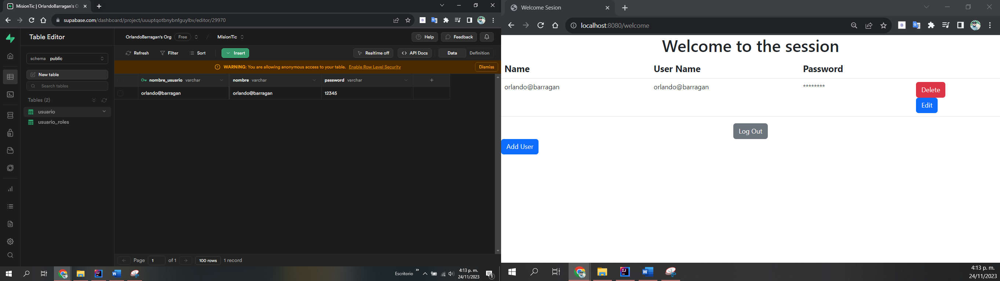 MisionTic | OrlandoBarragan's O
supabase.com/dashboard/project/uuuptqotbnybnfguylbv/editor/29970
Table Editor
OrlandoBarragan's Org Free / MisionTic
Help Feedback
schema public
Refresh Filter Sort Insert Realtime off API Docs Data Definition
WARNING: You are allowing anonymous access to your table. Enable Row Level Security Dismiss
New table
Search tables
nombre_usuario varchar nombre varchar password varchar
orlando@barragan orlando@barragan 12345
Tables (2)
usuario
usuario_roles
Page 1 of 1 100 rows 1 record
Escritorio
4:13 p. m.
24/11/2023
1
Welcome Sesion
localhost:8080/welcome
Welcome to the session
Name User Name Password
orlando@barragan orlando@barragan ******** Delete
Edit
Log Out
Add User
4:13 p. m.
24/11/2023